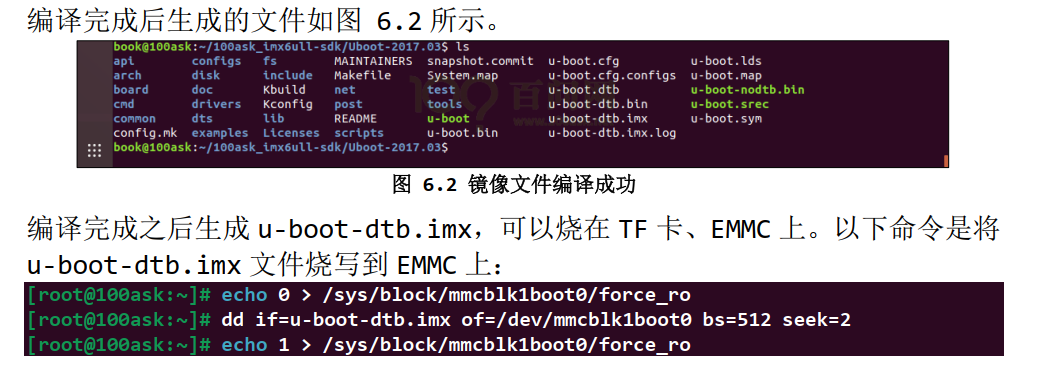 编译完成后生成的文件如图 6.2 所示。
book@100ask:~/100ask_imx6ull-sdk/Uboot-2017.03$ ls
api configs fs MAINTAINERS snapshot.commit u-boot.cfg u-boot.lds
arch disk include Makefile System.map u-boot.cfg.configs u-boot.map
board doc Kbuild net test u-boot.dtb u-boot-nodtb.bin
cmd drivers Kconfig post tools u-boot-dtb.bin u-boot.srec
common dts lib README u-boot u-boot-dtb.imx u-boot.sym
config.mk examples Licenses scripts u-boot.bin u-boot-dtb.imx.log
book@100ask:~/100ask_imx6ull-sdk/Uboot-2017.03$
图 6.2 镜像文件编译成功
编译完成之后生成 u-boot-dtb.imx，可以烧在 TF 卡、EMMC 上。以下命令是将
u-boot-dtb.imx 文件烧写到 EMMC 上：
[root@100ask:~]# echo 0 > /sys/block/mmcblk1boot0/force_ro
[root@100ask:~]# dd if=u-boot-dtb.imx of=/dev/mmcblk1boot0 bs=512 seek=2
[root@100ask:~]# echo 1 > /sys/block/mmcblk1boot0/force_ro